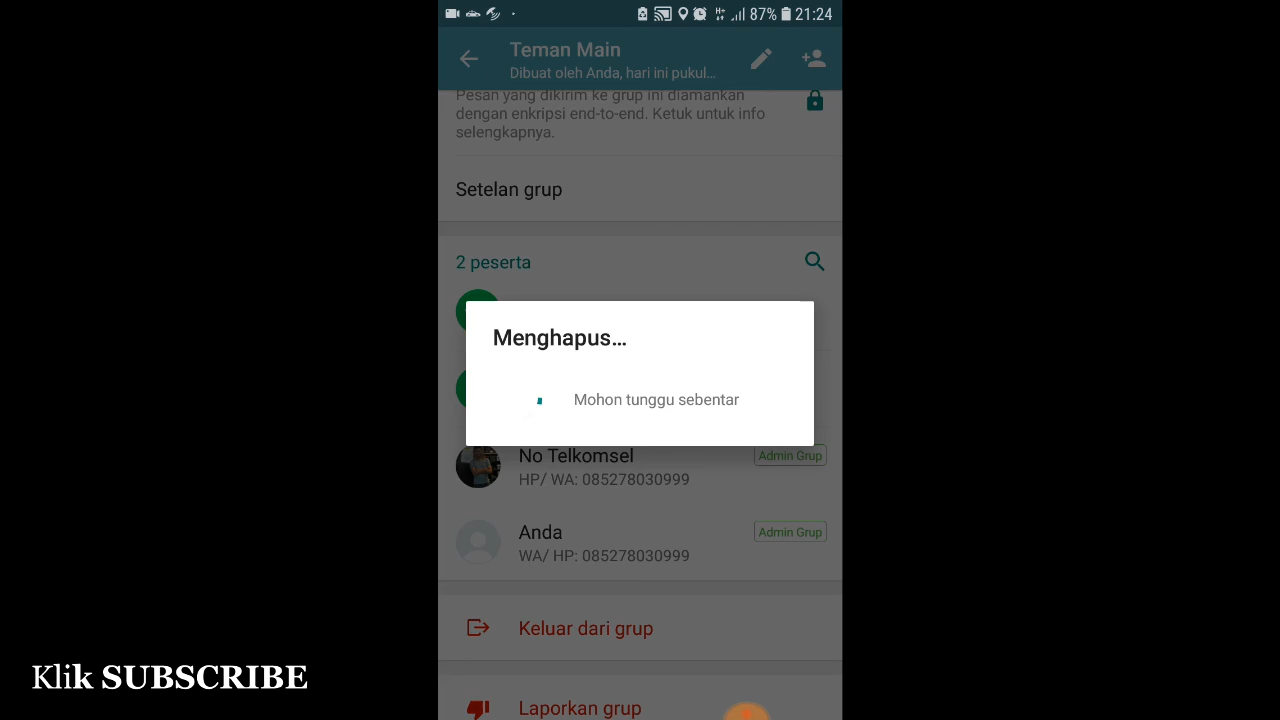 87% 21:24
Teman Main
Dibuat oleh Anda, hari ini pukul...
Pesan yang dikirim ke grup ini diamankan
dengan enkripsi end-to-end. Ketuk untuk info
selengkapnya.
Setelan grup
2 peserta
Menghapus...
Mohon tunggu sebentar
No Telkomsel
Admin Grup
HP/ WA: 085278030999
Anda
Admin Grup
WA/ HP: 085278030999
Keluar dari grup
Laporkan grup
Klik SUBSCRIBE